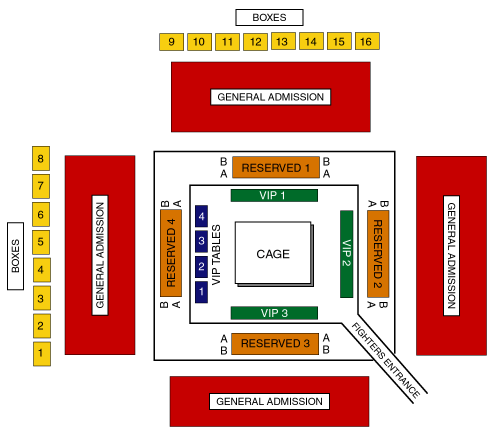 BOXES
9 10 11 12 13 14 15 16
GENERAL ADMISSION
8
7
6
5
4
3
2
1
BOXES
GENERAL ADMISSION
GENERAL ADMISSION
B RESERVED 1 B
A A
VIP 1
B A
RESERVED 4
B A
4
3
2
1
VIP TABLES
CAGE
VIP 2
A B
RESERVED 2
A B
VIP 3
A RESERVED 3 A
B B
FIGHTERS ENTRANCE
GENERAL ADMISSION